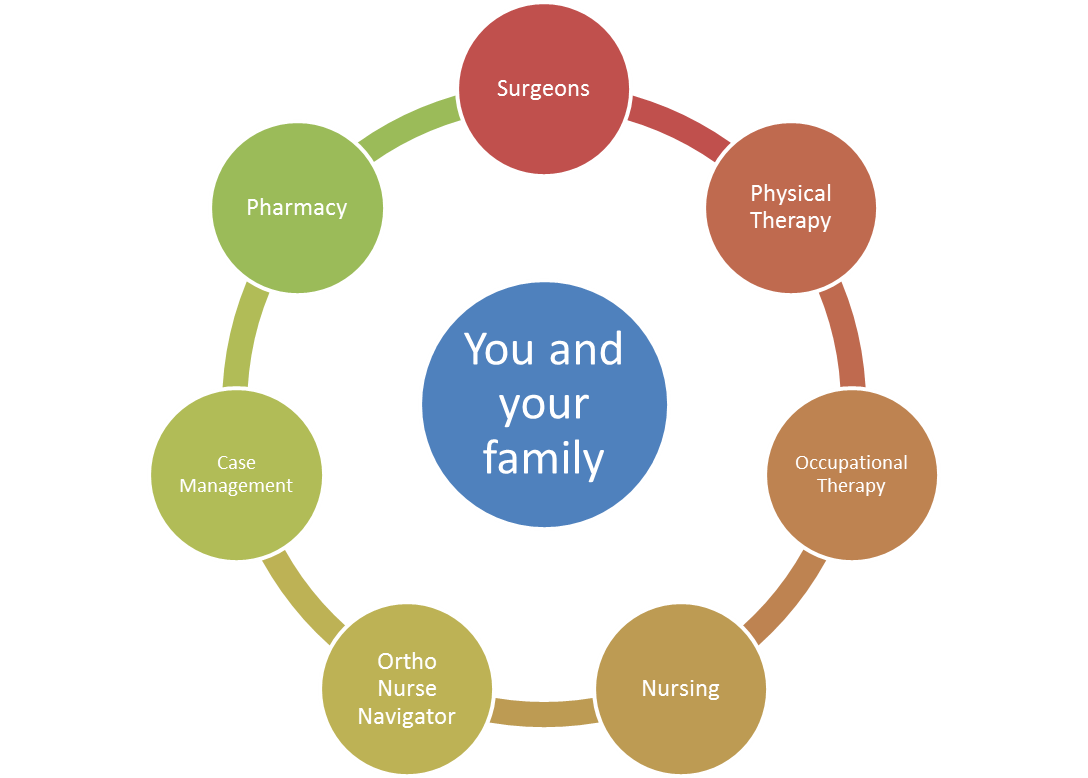 Surgeons
Physical
Therapy
Occupational
Therapy
Nursing
Ortho
Nurse
Navigator
Case
Management
Pharmacy
You and
your
family